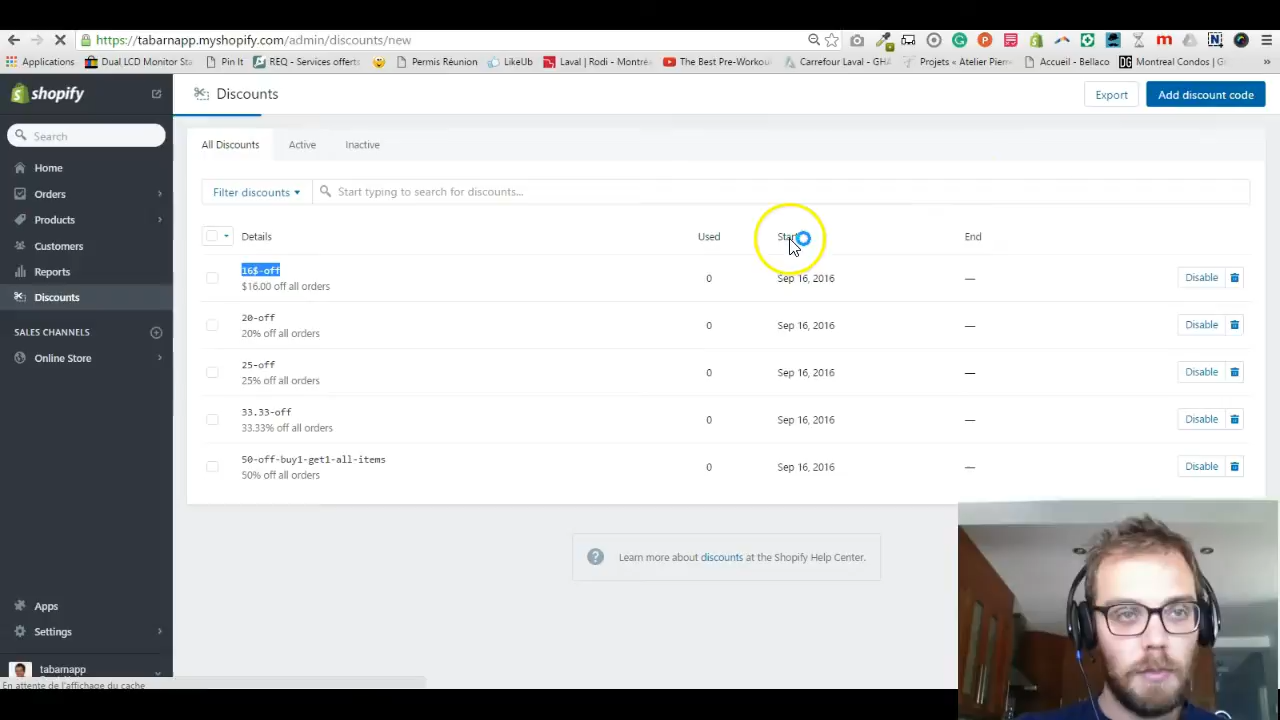 https://tabarnapp.myshopify.com/admin/discounts/new
Applications Dual LCD Monitor Sta Pin It REQ - Services offerts Permis Réunion LikeUb Laval | Rodi - Montré The Best Pre-Workou Carrefour Laval - GH Projets « Atelier Pier Accueil - Bellaco Montreal Condos | G »
shopify
Discounts
Export
Add discount code
Search
All Discounts Active Inactive
Home
Orders
Products
Customers
Reports
Discounts
SALES CHANNELS
Online Store
Apps
Settings
tabarnapp
Filter discounts
Start typing to search for discounts...
Details Used Start End
16$-off
$16.00 off all orders
0 Sep 16, 2016 — Disable
20-off
20% off all orders
0 Sep 16, 2016 — Disable
25-off
25% off all orders
0 Sep 16, 2016 — Disable
33.33-off
33.33% off all orders
0 Sep 16, 2016 — Disable
50-off-buy1-get1-all-items
50% off all orders
0 Sep 16, 2016 — Disable
Learn more about discounts at the Shopify Help Center.
En attente de l'affichage du cache